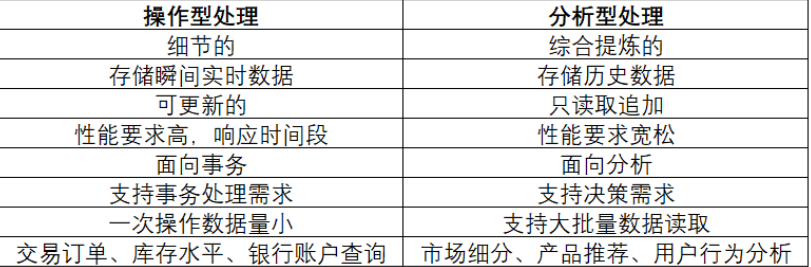 操作型处理 分析型处理
细节的 综合提炼的
存储瞬间实时数据 存储历史数据
可更新的 只读取追加
性能要求高，响应时间段 性能要求宽松
面向事务 面向分析
支持事务处理需求 支持决策需求
一次操作数据量小 支持大批量数据读取
交易订单、库存水平、银行账户查询 市场细分、产品推荐、用户行为分析